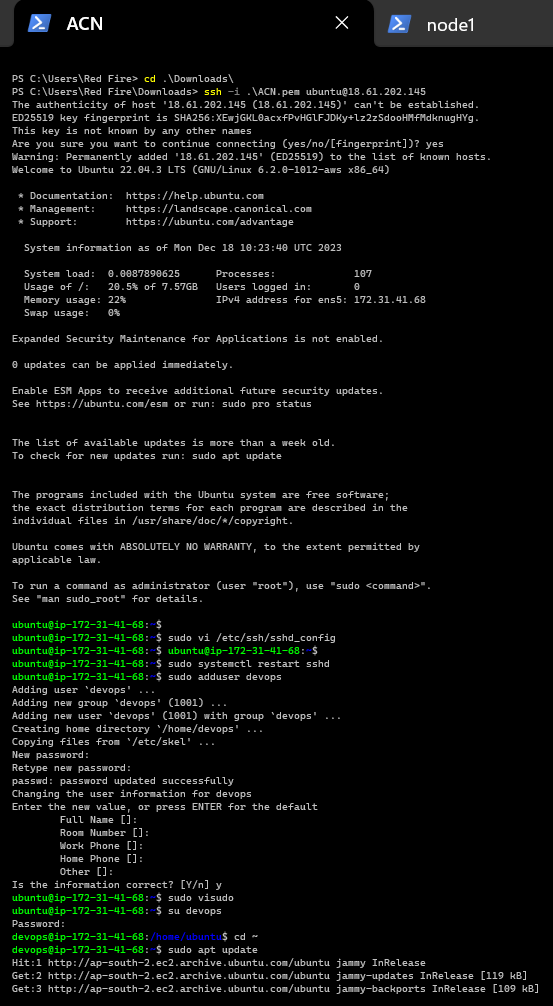 ACN
node1
PS C:\Users\Red Fire> cd .\Downloads\
PS C:\Users\Red Fire\Downloads> ssh -i .\ACN.pem ubuntu@18.61.202.145
The authenticity of host '18.61.202.145 (18.61.202.145)' can't be established.
ED25519 key fingerprint is SHA256:XEwjGKL0acxfPvHGlFJDKy+lz2zSdooHMfMdknugHYg.
This key is not known by any other names
Are you sure you want to continue connecting (yes/no/[fingerprint])? yes
Warning: Permanently added '18.61.202.145' (ED25519) to the list of known hosts.
Welcome to Ubuntu 22.04.3 LTS (GNU/Linux 6.2.0-1012-aws x86_64)
* Documentation:  https://help.ubuntu.com
* Management:     https://landscape.canonical.com
* Support:        https://ubuntu.com/advantage
System information as of Mon Dec 18 10:23:40 UTC 2023
System load:  0.0087890625      Processes:             107
Usage of /:   20.5% of 7.57GB   Users logged in:       0
Memory usage: 22%               IPv4 address for ens5: 172.31.41.68
Swap usage:   0%
Expanded Security Maintenance for Applications is not enabled.
0 updates can be applied immediately.
Enable ESM Apps to receive additional future security updates.
See https://ubuntu.com/esm or run: sudo pro status
The list of available updates is more than a week old.
To check for new updates run: sudo apt update
The programs included with the Ubuntu system are free software;
the exact distribution terms for each program are described in the
individual files in /usr/share/doc/*/copyright.
Ubuntu comes with ABSOLUTELY NO WARRANTY, to the extent permitted by
applicable law.
To run a command as administrator (user "root"), use "sudo <command>".
See "man sudo_root" for details.
ubuntu@ip-172-31-41-68:~$
ubuntu@ip-172-31-41-68:~$ sudo vi /etc/ssh/sshd_config
ubuntu@ip-172-31-41-68:~$ ubuntu@ip-172-31-41-68:~$
ubuntu@ip-172-31-41-68:~$ sudo systemctl restart sshd
ubuntu@ip-172-31-41-68:~$ sudo adduser devops
Adding user `devops' ...
Adding new group `devops' (1001) ...
Adding new user `devops' (1001) with group `devops' ...
Creating home directory `/home/devops' ...
Copying files from `/etc/skel' ...
New password:
Retype new password:
passwd: password updated successfully
Changing the user information for devops
Enter the new value, or press ENTER for the default
Full Name []:
Room Number []:
Work Phone []:
Home Phone []:
Other []:
Is the information correct? [Y/n] y
ubuntu@ip-172-31-41-68:~$ sudo visudo
ubuntu@ip-172-31-41-68:~$ su devops
Password:
devops@ip-172-31-41-68:/home/ubuntu$ cd ~
devops@ip-172-31-41-68:~$ sudo apt update
Hit:1 http://ap-south-2.ec2.archive.ubuntu.com/ubuntu jammy InRelease
Get:2 http://ap-south-2.ec2.archive.ubuntu.com/ubuntu jammy-updates InRelease [119 kB]
Get:3 http://ap-south-2.ec2.archive.ubuntu.com/ubuntu jammy-backports InRelease [109 kB]